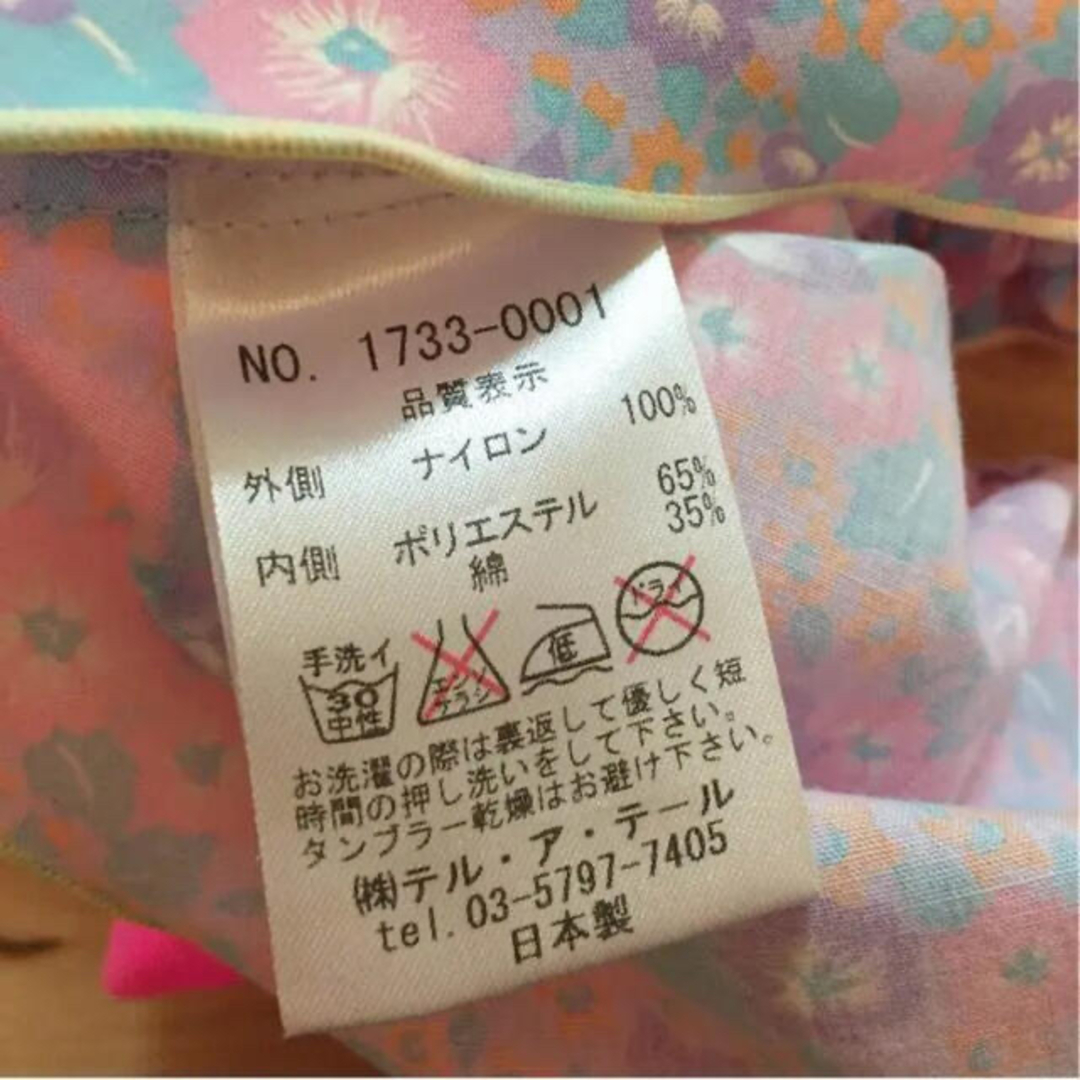 NO. 1733-0001
品質表示
外側 ナイロン 100%
内側 ポリエステル 65%
綿 35%
手洗イ
30
中性
エンソ
サラシ
低
ドライ
お洗濯の際は裏返して優しく短
時間の押し洗いをして下さい。
タンブラー乾燥はお避け下さい。
㈱テル・ア・テール
tel.03-5797-7405
日本製